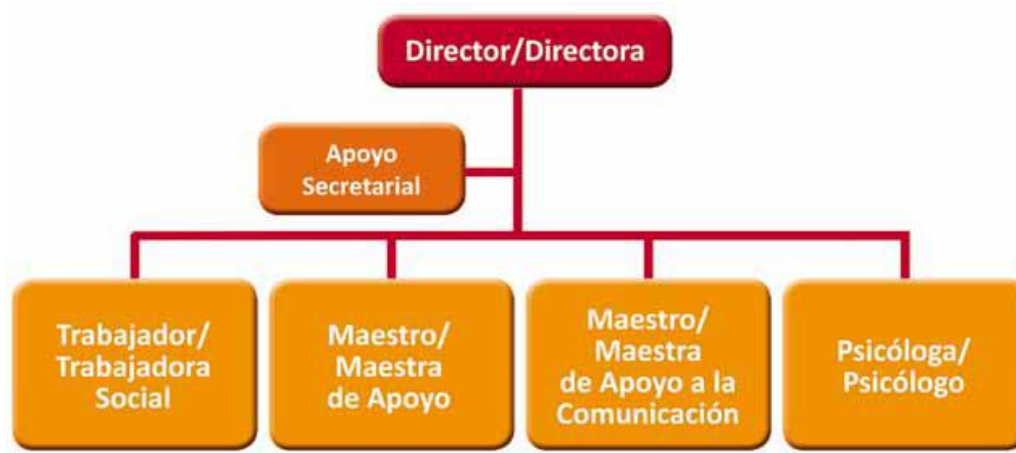 Director/Directora
Apoyo
Secretarial
Trabajador/
Trabajadora
Social
Maestro/
Maestra
de Apoyo
Maestro/
Maestra
de Apoyo a la
Comunicación
Psicóloga/
Psicólogo